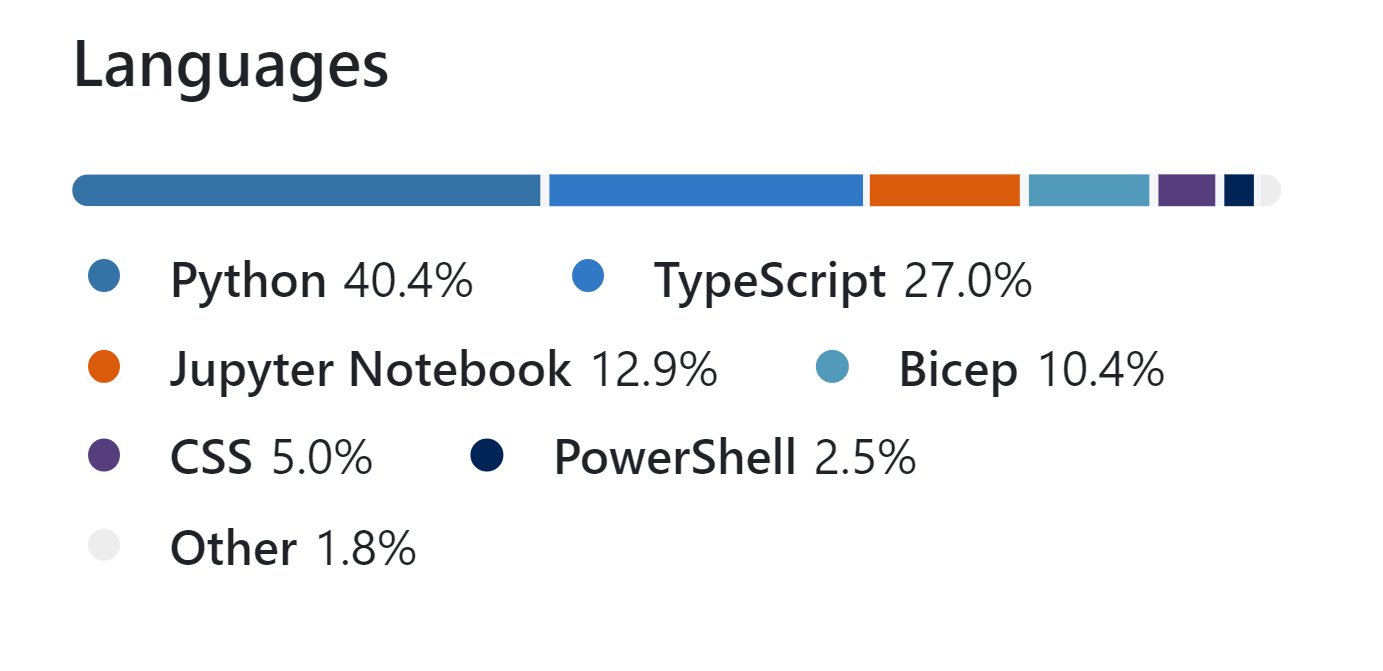 Languages
Python 40.4% TypeScript 27.0%
Jupyter Notebook 12.9% Bicep 10.4%
CSS 5.0% PowerShell 2.5%
Other 1.8%